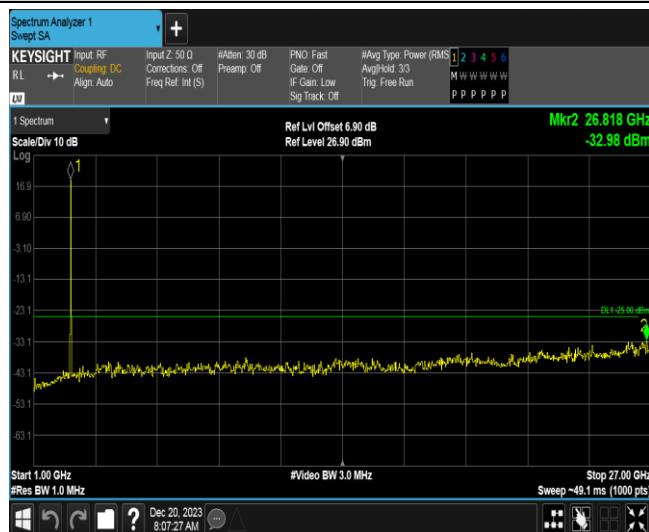 Spectrum Analyzer 1
Swept SA
+
KEYSIGHT
RL
LXI
Input: RF
Coupling: DC
Align: Auto
Input Z: 50 Ω
Corrections: Off
Freq Ref: Int (S)
#Atten: 30 dB
Preamp: Off
PNO: Fast
Gate: Off
IF Gain: Low
Sig Track: Off
#Avg Type: Power (RMS
Avg|Hold: 3/3
Trig: Free Run
1 2 3 4 5 6
M W W W W W
P P P P P P
1 Spectrum
Scale/Div 10 dB
Ref Lvl Offset 6.90 dB
Ref Level 26.90 dBm
Mkr2 26.818 GHz
-32.98 dBm
Log
1
16.9
6.90
-3.10
-13.1
-23.1
DL1 -25.00 dBm
2
-33.1
-43.1
-53.1
-63.1
Start 1.00 GHz
#Res BW 1.0 MHz
#Video BW 3.0 MHz
Stop 27.00 GHz
Sweep ~49.1 ms (1000 pts)
?
Dec 20, 2023
8:07:27 AM